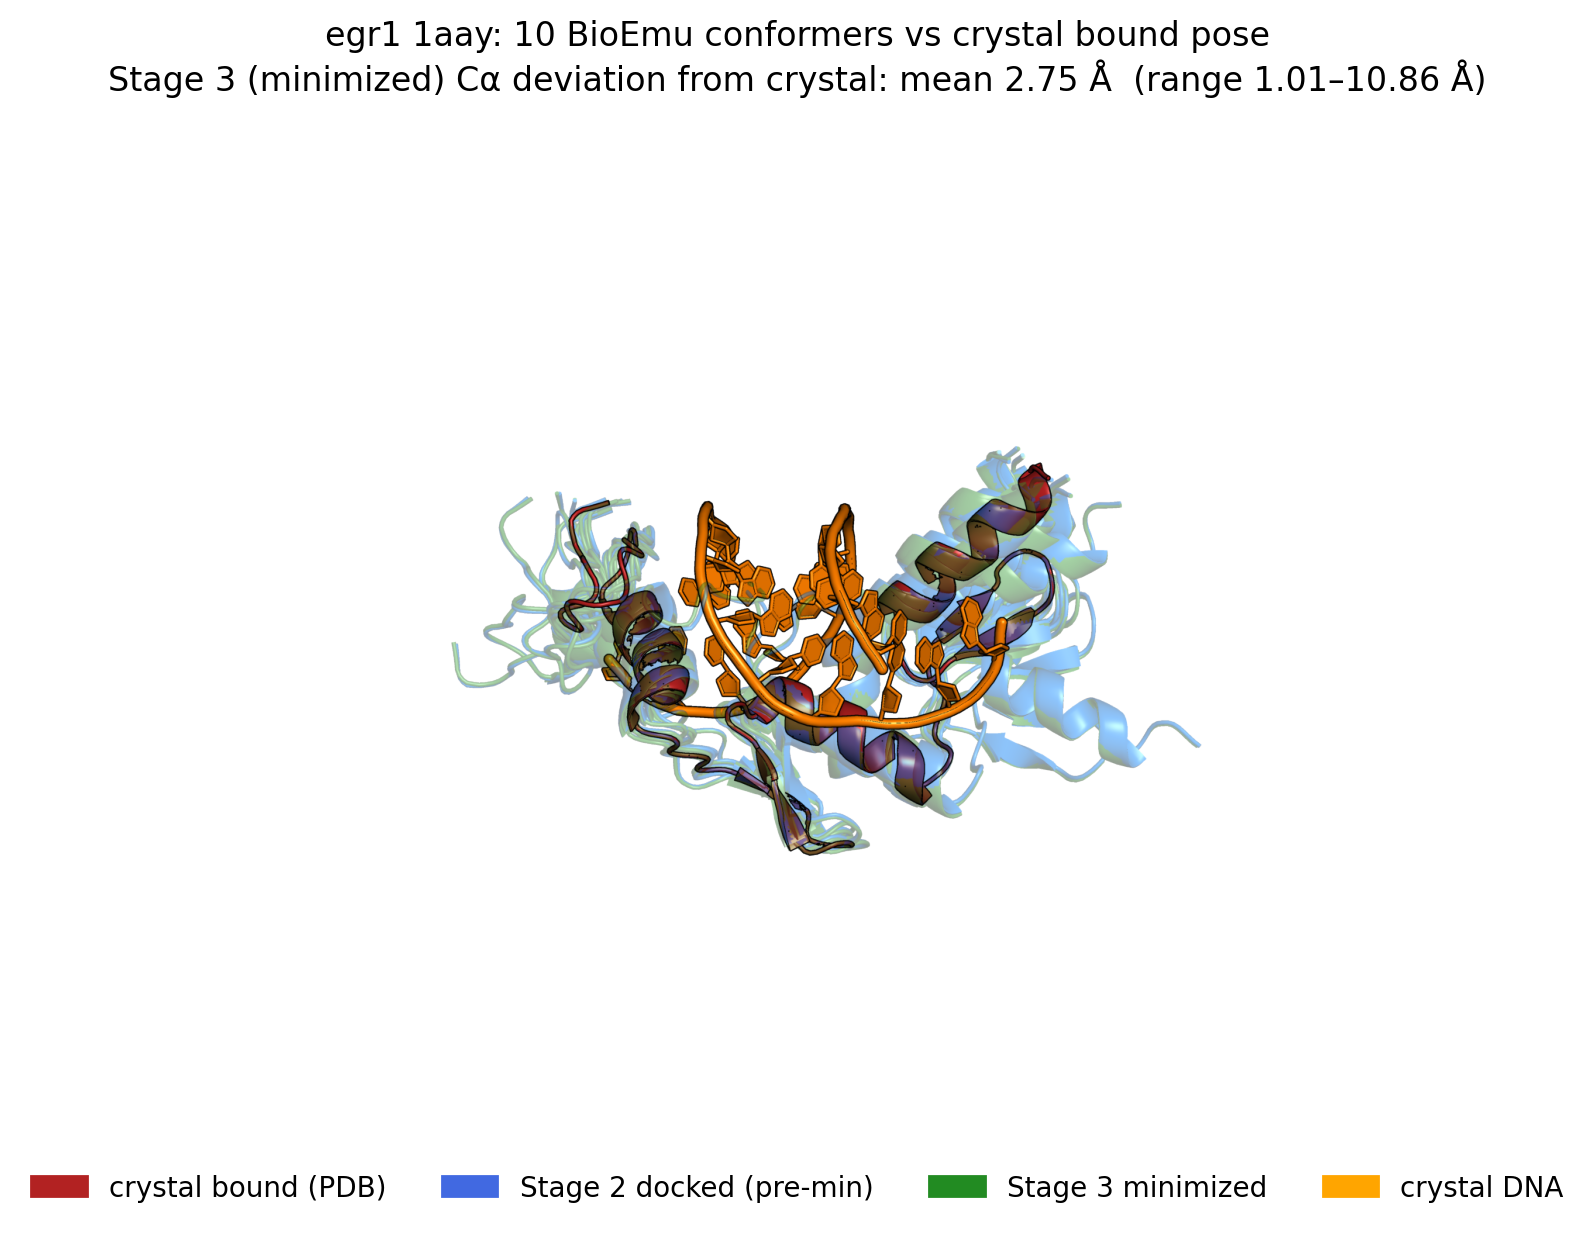 egr1 1aay: 10 BioEmu conformers vs crystal bound pose
Stage 3 (minimized) Cα deviation from crystal: mean 2.75 Å  (range 1.01–10.86 Å)
crystal bound (PDB)
Stage 2 docked (pre-min)
Stage 3 minimized
crystal DNA